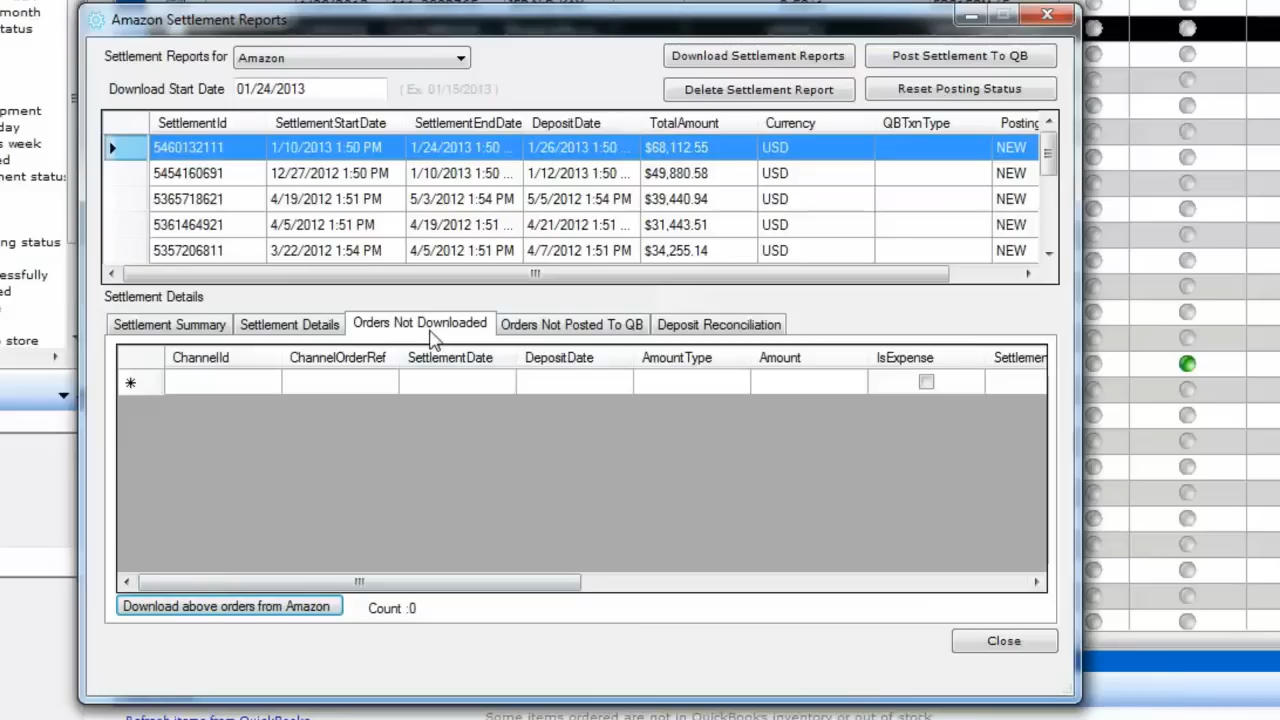 month
tatus
pment
day
s week
ed
ment status
ng status
essfully
ed
o store
Amazon Settlement Reports
Settlement Reports for Amazon
Download Settlement Reports Post Settlement To QB
Download Start Date 01/24/2013 ( Ex. 01/15/2013 )
Delete Settlement Report Reset Posting Status
SettlementId SettlementStartDate SettlementEndDate DepositDate TotalAmount Currency QBTxnType Posting
5460132111 1/10/2013 1:50 PM 1/24/2013 1:50 ... 1/26/2013 1:50 ... $68,112.55 USD NEW
5454160691 12/27/2012 1:50 PM 1/10/2013 1:50 ... 1/12/2013 1:50 ... $49,880.58 USD NEW
5365718621 4/19/2012 1:51 PM 5/3/2012 1:54 PM 5/5/2012 1:54 PM $39,440.94 USD NEW
5361464921 4/5/2012 1:51 PM 4/19/2012 1:51 ... 4/21/2012 1:51 ... $31,443.51 USD NEW
5357206811 3/22/2012 1:54 PM 4/5/2012 1:51 PM 4/7/2012 1:51 PM $34,255.14 USD NEW
Settlement Details
Settlement Summary Settlement Details Orders Not Downloaded Orders Not Posted To QB Deposit Reconciliation
ChannelId ChannelOrderRef SettlementDate DepositDate AmountType Amount IsExpense Settlemen
Download above orders from Amazon Count :0
Close
Refresh items from QuickBooks
Some items ordered are not in QuickBooks inventory or out of stock